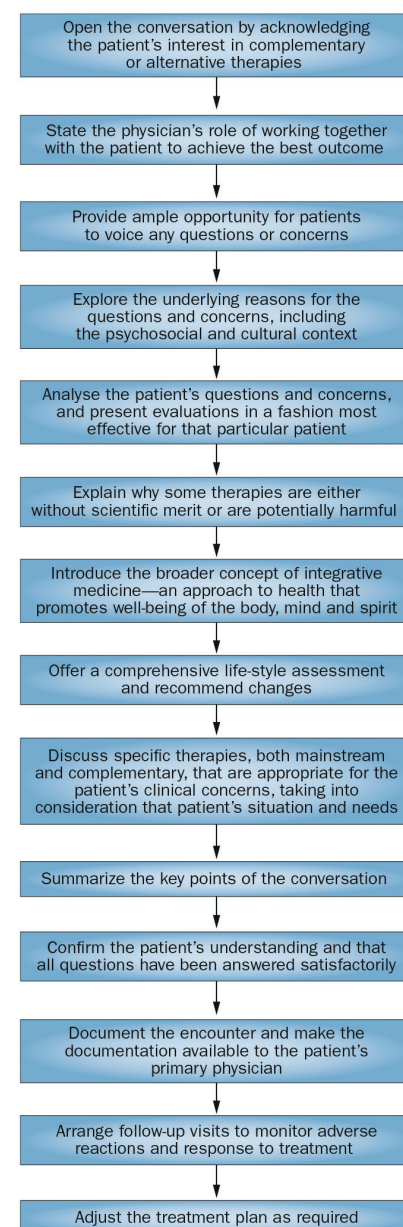 Open the conversation by acknowledging
the patient's interest in complementary
or alternative therapies
State the physician's role of working together
with the patient to achieve the best outcome
Provide ample opportunity for patients
to voice any questions or concerns
Explore the underlying reasons for the
questions and concerns, including
the psychosocial and cultural context
Analyse the patient's questions and concerns,
and present evaluations in a fashion most
effective for that particular patient
Explain why some therapies are either
without scientific merit or are potentially harmful
Introduce the broader concept of integrative
medicine—an approach to health that
promotes well-being of the body, mind and spirit
Offer a comprehensive life-style assessment
and recommend changes
Discuss specific therapies, both mainstream
and complementary, that are appropriate for the
patient's clinical concerns, taking into
consideration that patient's situation and needs
Summarize the key points of the conversation
Confirm the patient's understanding and that
all questions have been answered satisfactorily
Document the encounter and make the
documentation available to the patient's
primary physician
Arrange follow-up visits to monitor adverse
reactions and response to treatment
Adjust the treatment plan as required